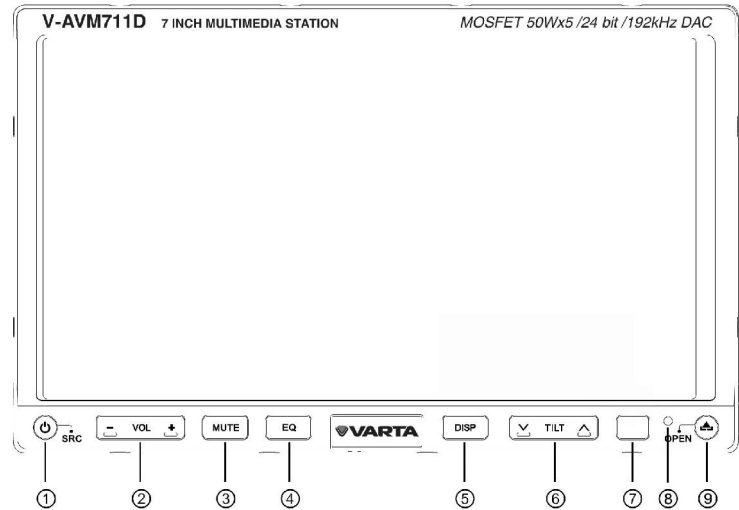 V-AVM711D 7 INCH MULTIMEDIA STATION MOSFET 50Wx5 /24 bit /192kHz DAC
SRC - VOL + MUTE EQ VARTA DISP TILT OPEN
① ② ③ ④ ⑤ ⑥ ⑦ ⑧ ⑨